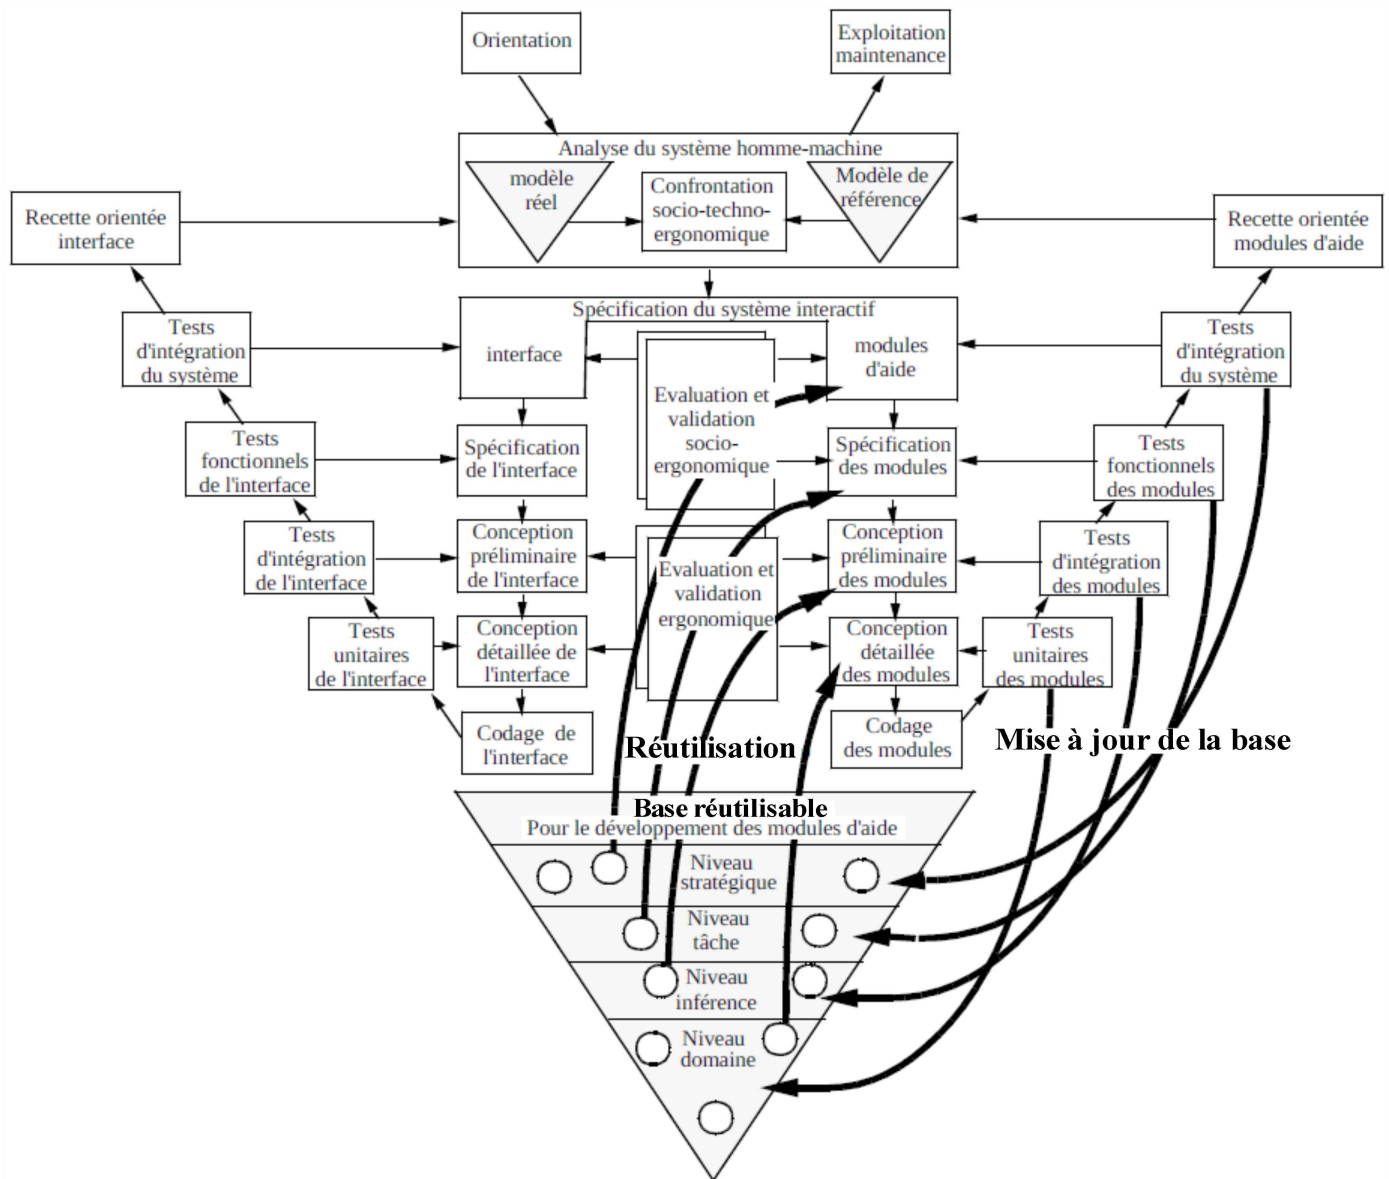 Orientation
Exploitation
maintenance
Analyse du système homme-machine
modèle
réel
Confrontation
socio-techno-
ergonomique
Modèle de
référence
Recette orientée
interface
Recette orientée
modules d'aide
Spécification du système interactif
interface
modules
d'aide
Tests
d'intégration
du système
Tests
d'intégration
du système
Evaluation et
validation
socio-
ergonomique
Tests
fonctionnels
de l'interface
Spécification
de l'interface
Spécification
des modules
Tests
fonctionnels
des modules
Tests
d'intégration
de l'interface
Conception
préliminaire
de l'interface
Evaluation et
validation
ergonomique
Conception
préliminaire
des modules
Tests
d'intégration
des modules
Tests
unitaires
de l'interface
Conception
détaillée de
l'interface
Conception
détaillée
des modules
Tests
unitaires
des modules
Codage de
l'interface
Codage
des modules
Réutilisation
Mise à jour de la base
Base réutilisable
Pour le développement des modules d'aide
Niveau
stratégique
Niveau
tâche
Niveau
inférence
Niveau
domaine